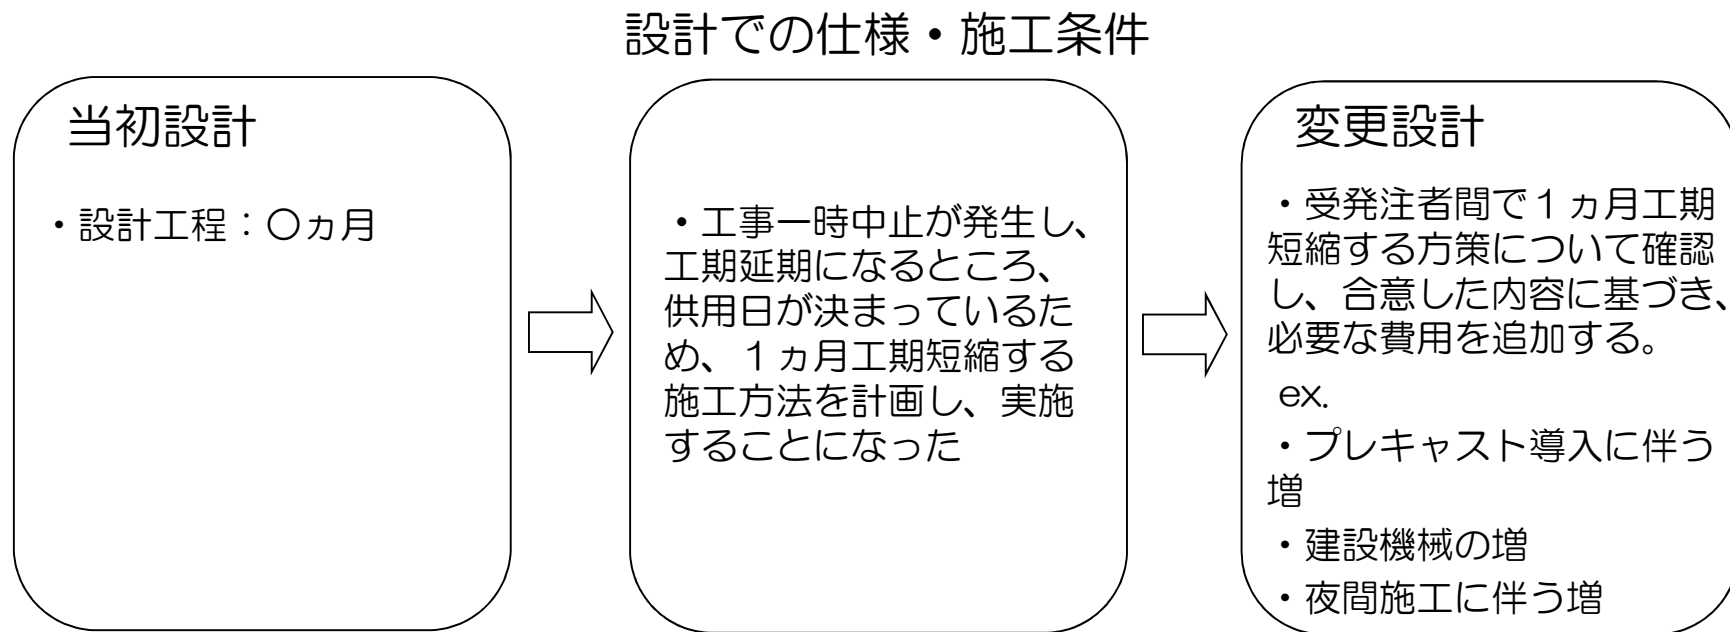 設計での仕様・施工条件
当初設計
・設計工程：〇ヵ月
・工事一時中止が発生し、
工期延期になるところ、
供用日が決まっているた
め、１ヵ月工期短縮する
施工方法を計画し、実施
することになった
変更設計
・受発注者間で１ヵ月工期
短縮する方策について確認
し、合意した内容に基づき、
必要な費用を追加する。
ex.
・プレキャスト導入に伴う
増
・建設機械の増
・夜間施工に伴う増